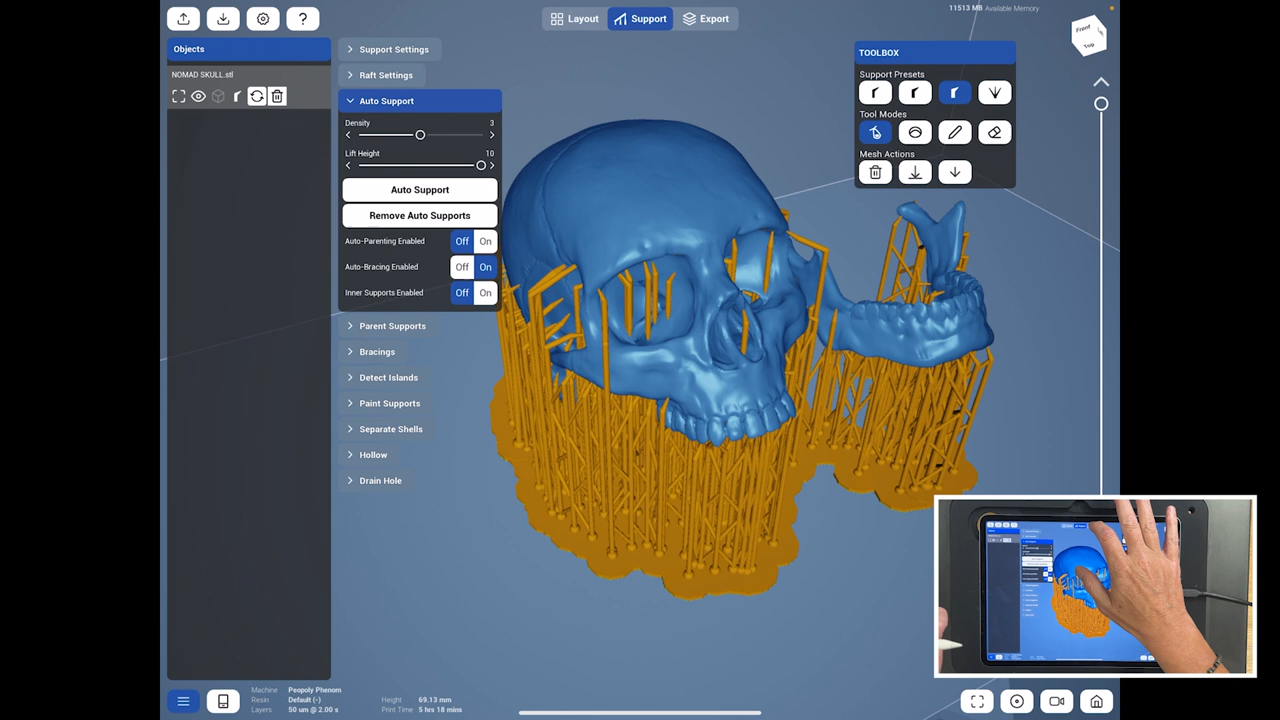 ?
Layout
Support
Export
11513 MB Available Memory
Front
Top
Objects
NOMAD SKULL.stl
Support Settings
Raft Settings
Auto Support
Density 3
Lift Height 10
Auto Support
Remove Auto Supports
Auto-Parenting Enabled Off On
Auto-Bracing Enabled Off On
Inner Supports Enabled Off On
Parent Supports
Bracings
Detect Islands
Paint Supports
Separate Shells
Hollow
Drain Hole
TOOLBOX
Support Presets
Tool Modes
Mesh Actions
Machine Peopoly Phenom
Resin Default (-)
Layers 50 um @ 2.00 s
Height 69.13 mm
Print Time 5 hrs 18 mins